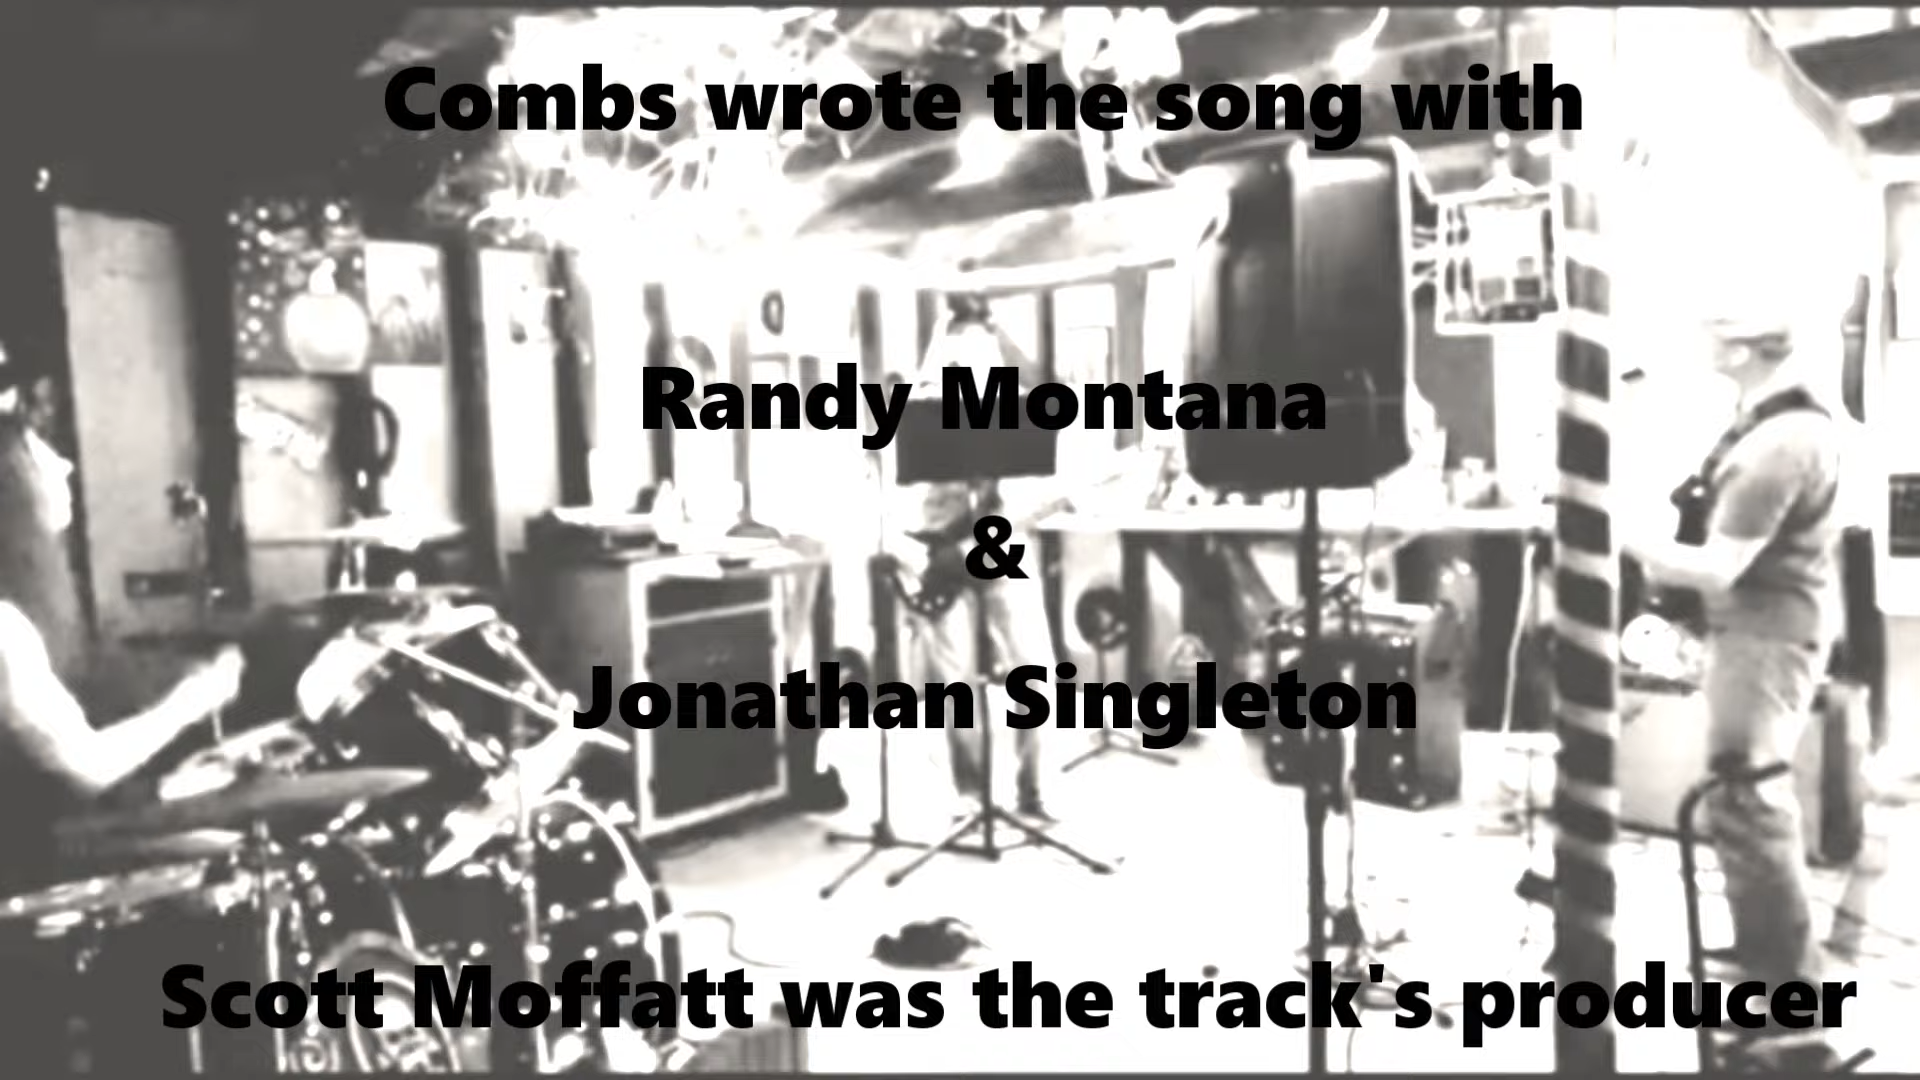 Combs wrote the song with
Randy Montana
&
Jonathan Singleton
Scott Moffatt was the track's producer